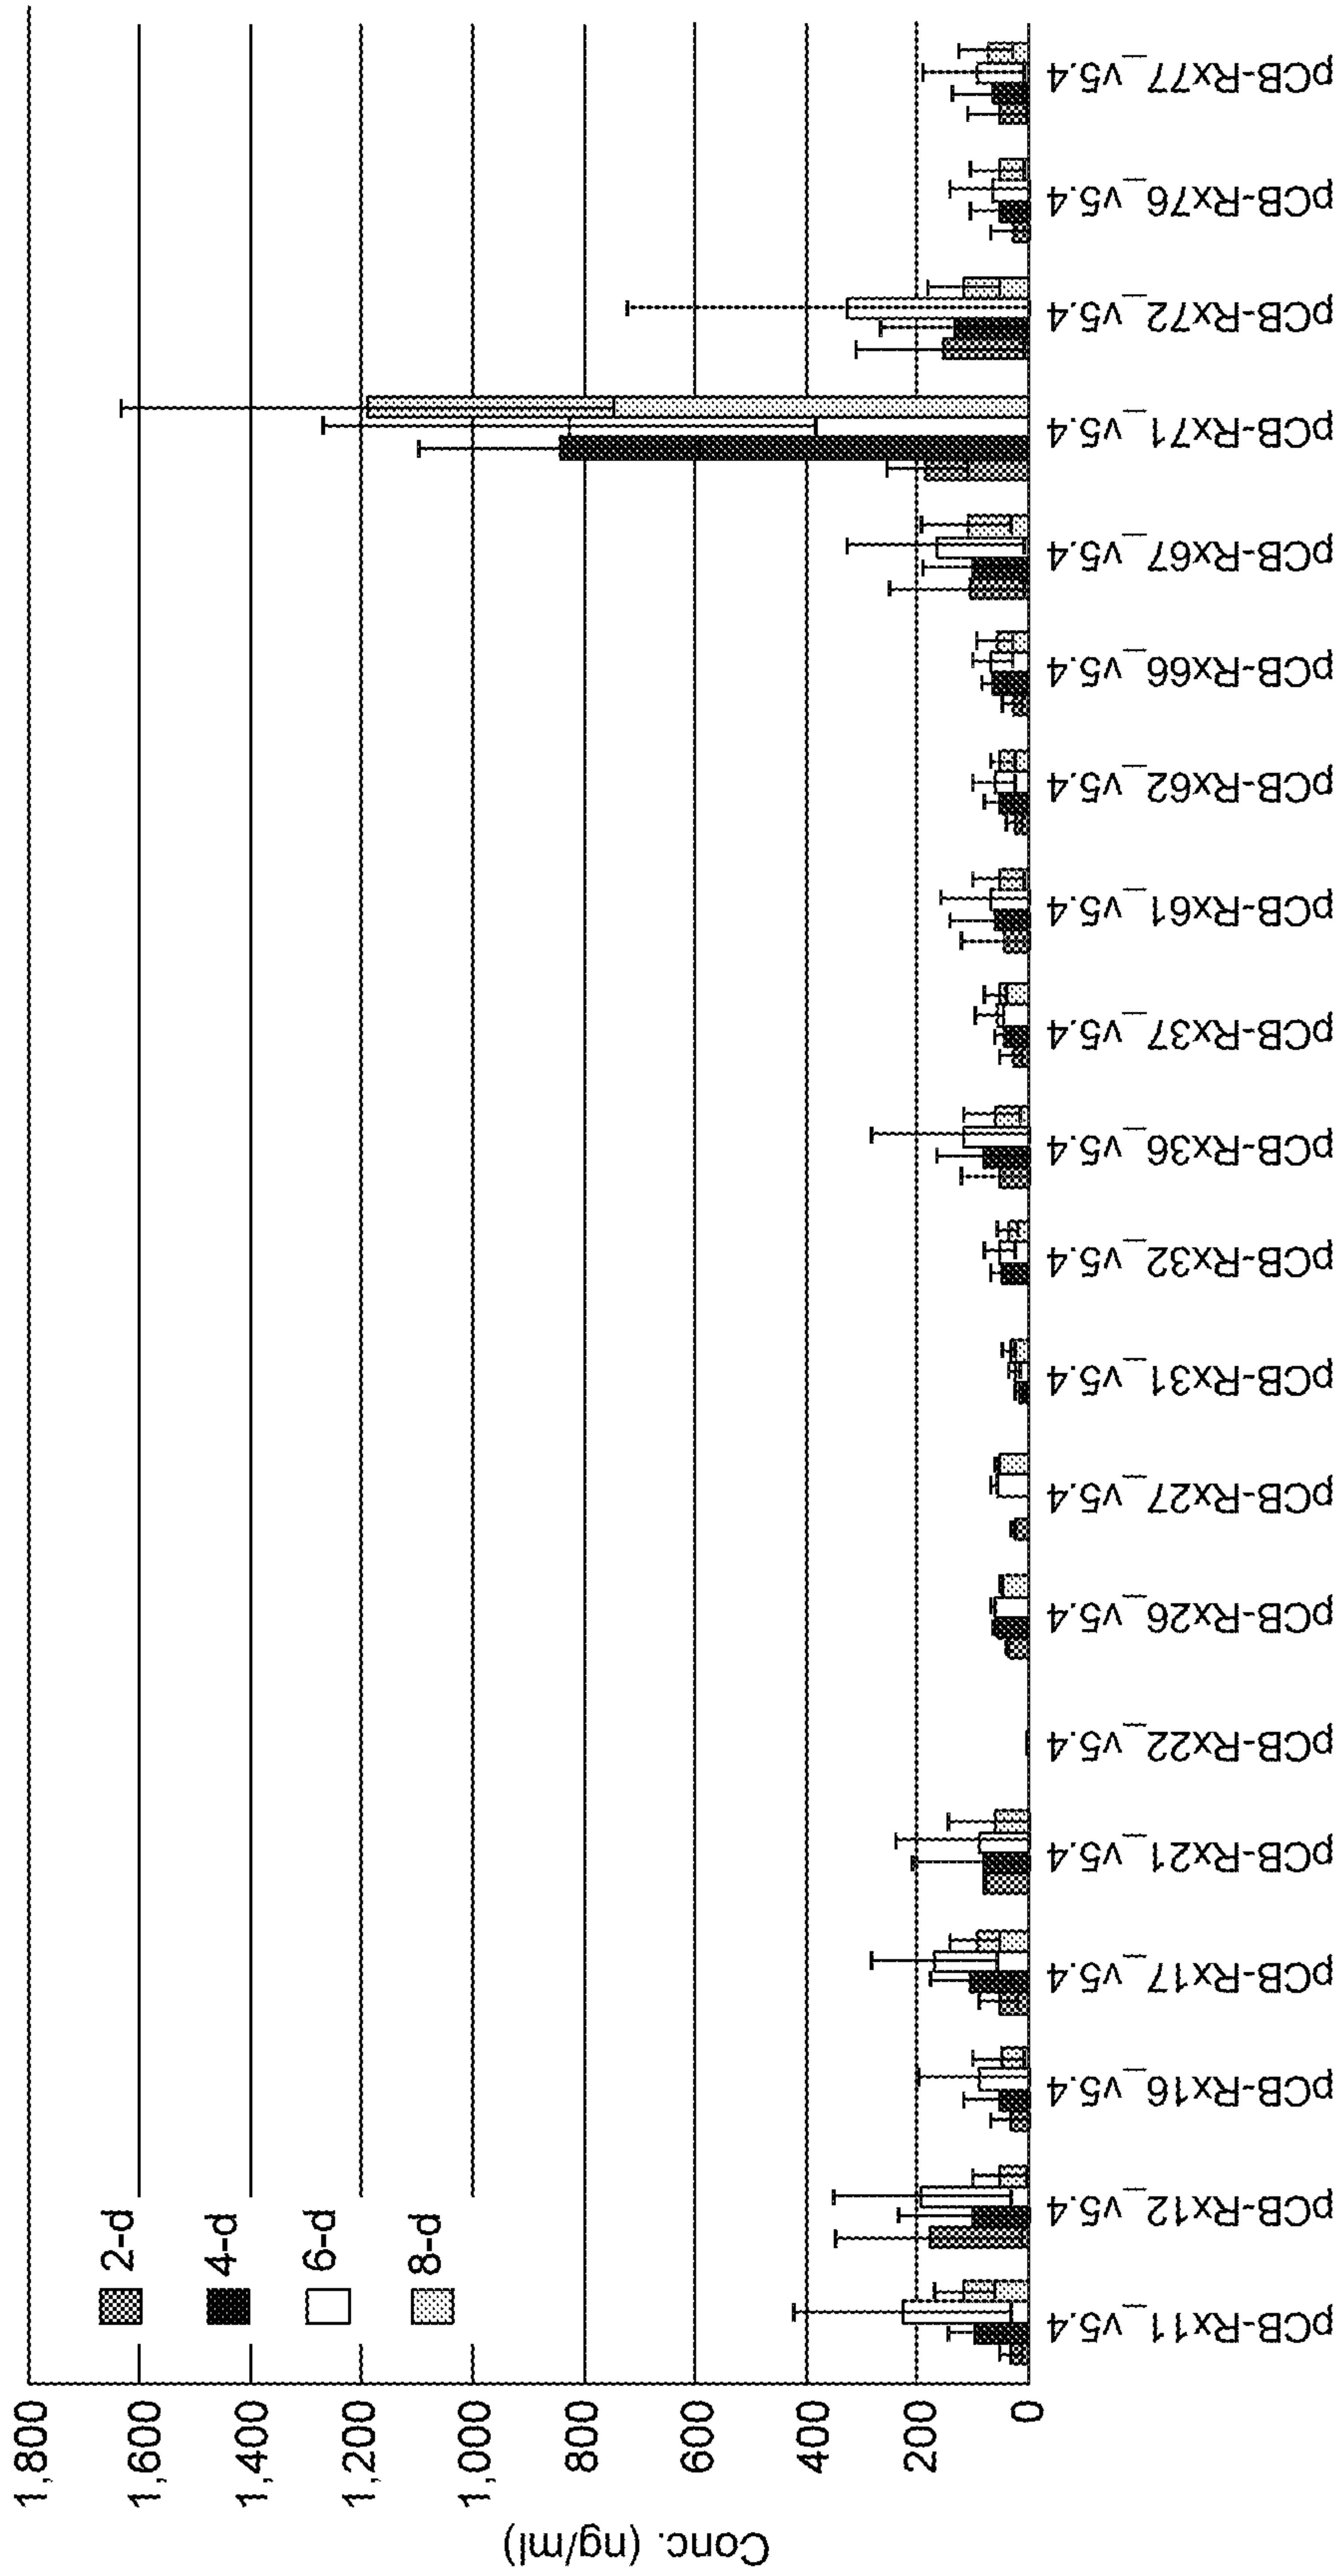 Conc. (ng/ml)
1,800
1,600
1,400
1,200
1,000
800
600
400
200
0
2-d
4-d
6-d
8-d
pCB-Rx11_v5.4
pCB-Rx12_v5.4
pCB-Rx16_v5.4
pCB-Rx17_v5.4
pCB-Rx21_v5.4
pCB-Rx22_v5.4
pCB-Rx26_v5.4
pCB-Rx27_v5.4
pCB-Rx31_v5.4
pCB-Rx32_v5.4
pCB-Rx36_v5.4
pCB-Rx37_v5.4
pCB-Rx61_v5.4
pCB-Rx62_v5.4
pCB-Rx66_v5.4
pCB-Rx67_v5.4
pCB-Rx71_v5.4
pCB-Rx72_v5.4
pCB-Rx76_v5.4
pCB-Rx77_v5.4